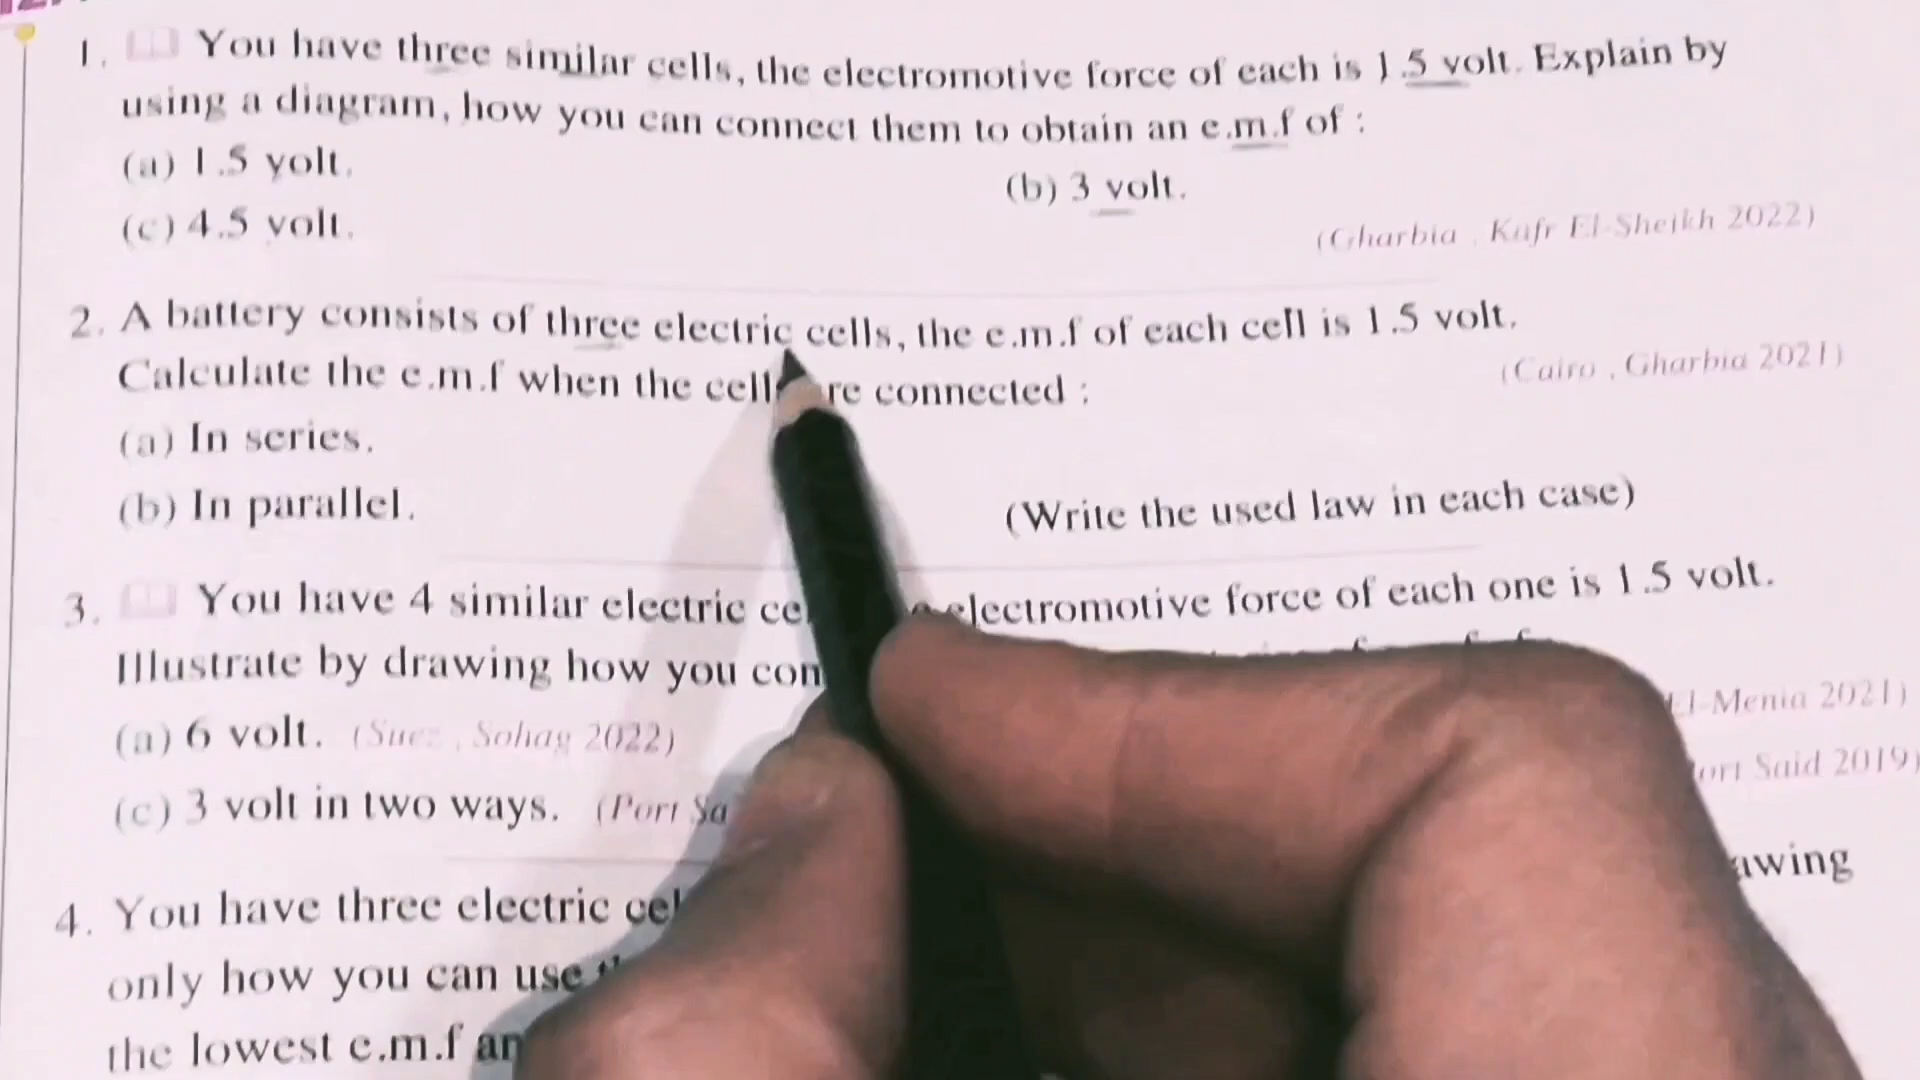 1. You have three similar cells, the electromotive force of each is 1.5 volt. Explain by
using a diagram, how you can connect them to obtain an e.m.f of :
(a) 1.5 volt.
(b) 3 volt.
(c) 4.5 volt.
(Gharbia , Kafr El-Sheikh 2022)
2. A battery consists of three electric cells, the e.m.f of each cell is 1.5 volt.
Calculate the e.m.f when the cell re connected :
(Cairo , Gharbia 2021)
(a) In series.
(b) In parallel.
(Write the used law in each case)
3. You have 4 similar electric ce lectromotive force of each one is 1.5 volt.
Illustrate by drawing how you con
El-Menia 2021)
(a) 6 volt. (Suez , Sohag 2022)
ort Said 2019)
(c) 3 volt in two ways. (Port Sa
awing
4. You have three electric cel
only how you can use
the lowest e.m.f an